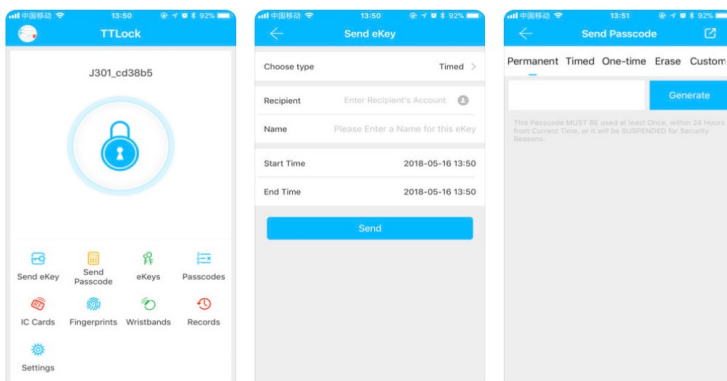 中国移动 13:50 92%
TTLock
J301_cd38b5
Send eKey
Send
Passcode
eKeys
Passcodes
IC Cards
Fingerprints
Wristbands
Records
Settings
中国移动 13:50 92%
Send eKey
Choose type Timed
Recipient Enter Recipient's Account
Name Please Enter a Name for this eKey
Start Time 2018-05-16 13:50
End Time 2018-05-16 13:50
Send
中国移动 13:51 92%
Send Passcode
Permanent Timed One-time Erase Custom
Generate
This Passcode MUST BE used at least Once, within 24 Hours
from Current Time, or it will be SUSPENDED for Security
Reasons.